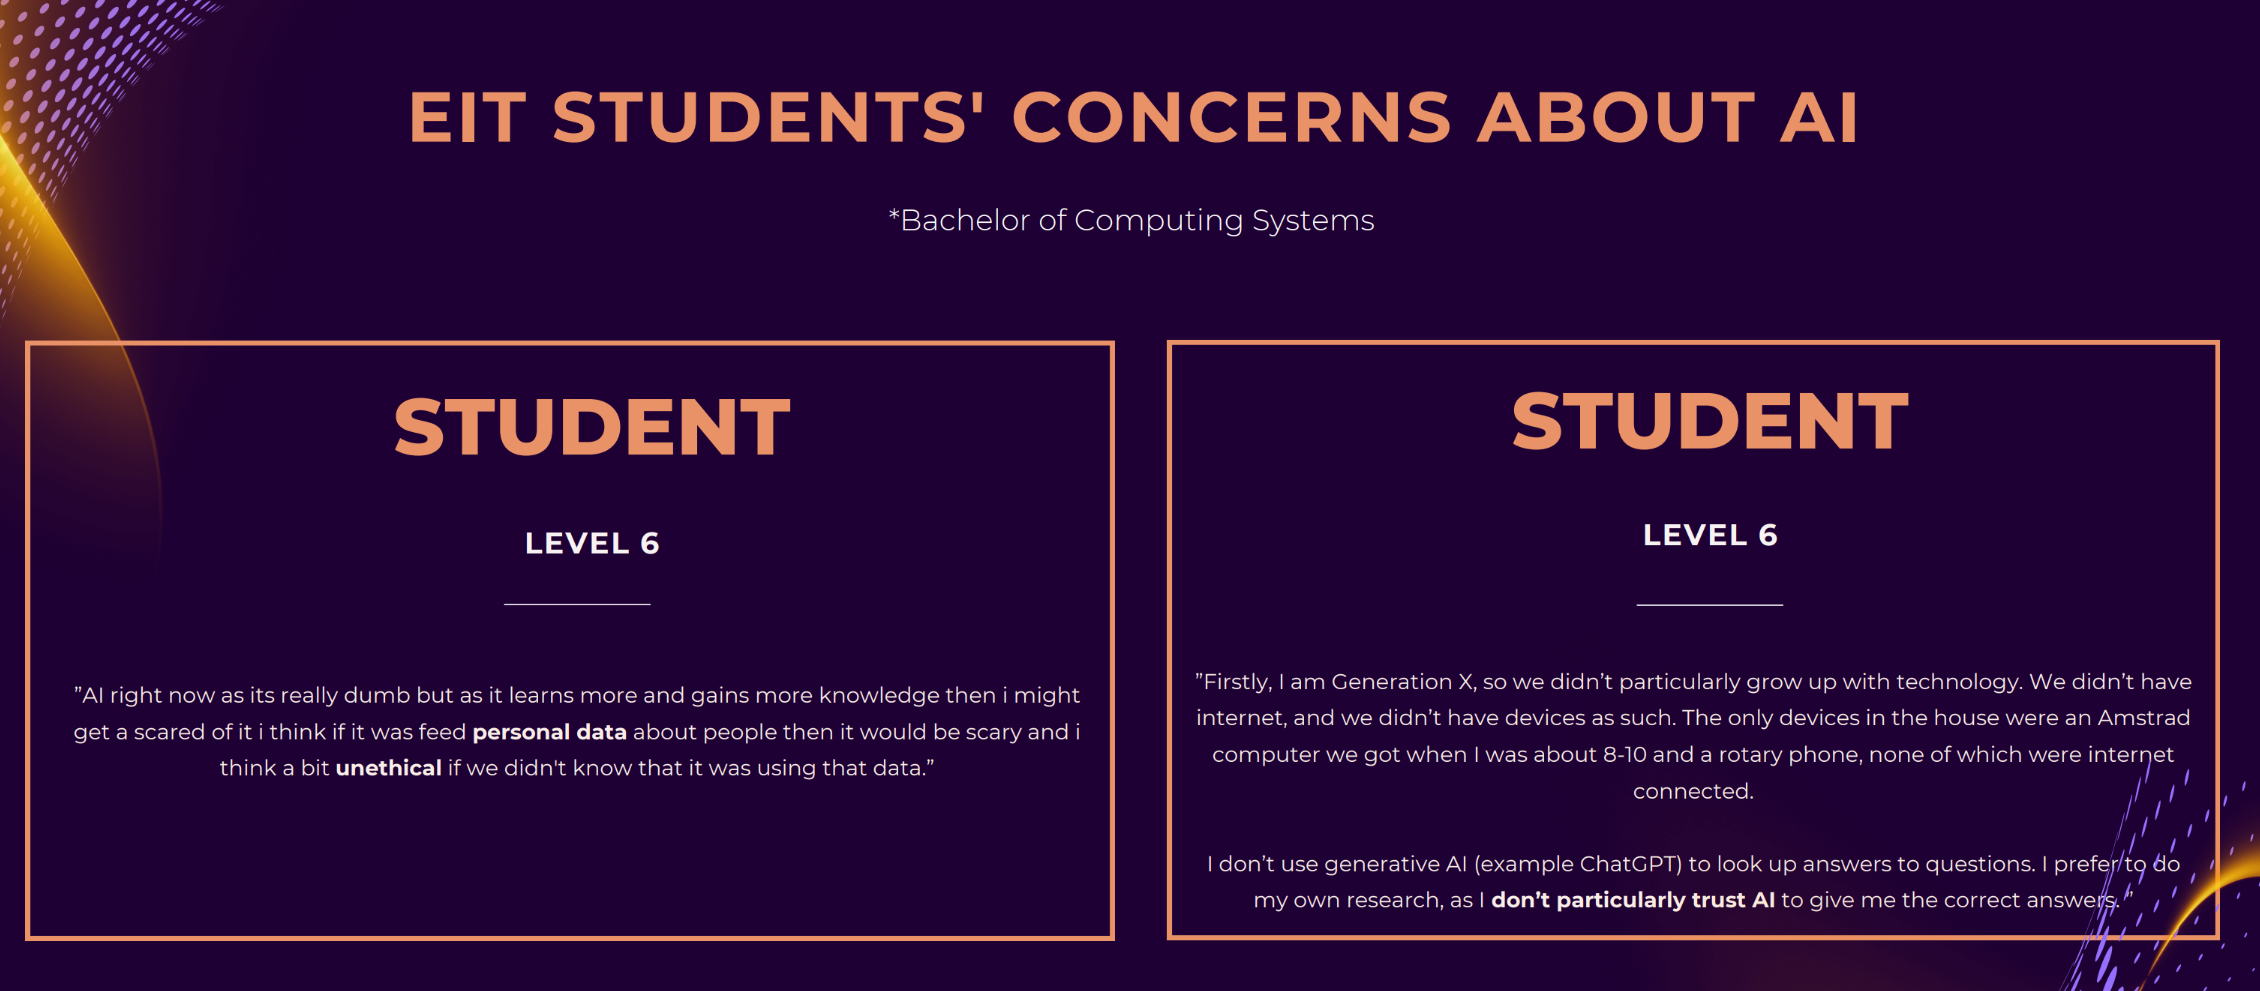 EIT STUDENTS' CONCERNS ABOUT AI
*Bachelor of Computing Systems
STUDENT
LEVEL 6
”AI right now as its really dumb but as it learns more and gains more knowledge then i might
get a scared of it i think if it was feed personal data about people then it would be scary and i
think a bit unethical if we didn't know that it was using that data.”
STUDENT
LEVEL 6
”Firstly, I am Generation X, so we didn’t particularly grow up with technology. We didn’t have
internet, and we didn’t have devices as such. The only devices in the house were an Amstrad
computer we got when I was about 8-10 and a rotary phone, none of which were internet
connected.
I don’t use generative AI (example ChatGPT) to look up answers to questions. I prefer to do
my own research, as I don’t particularly trust AI to give me the correct answers. ”